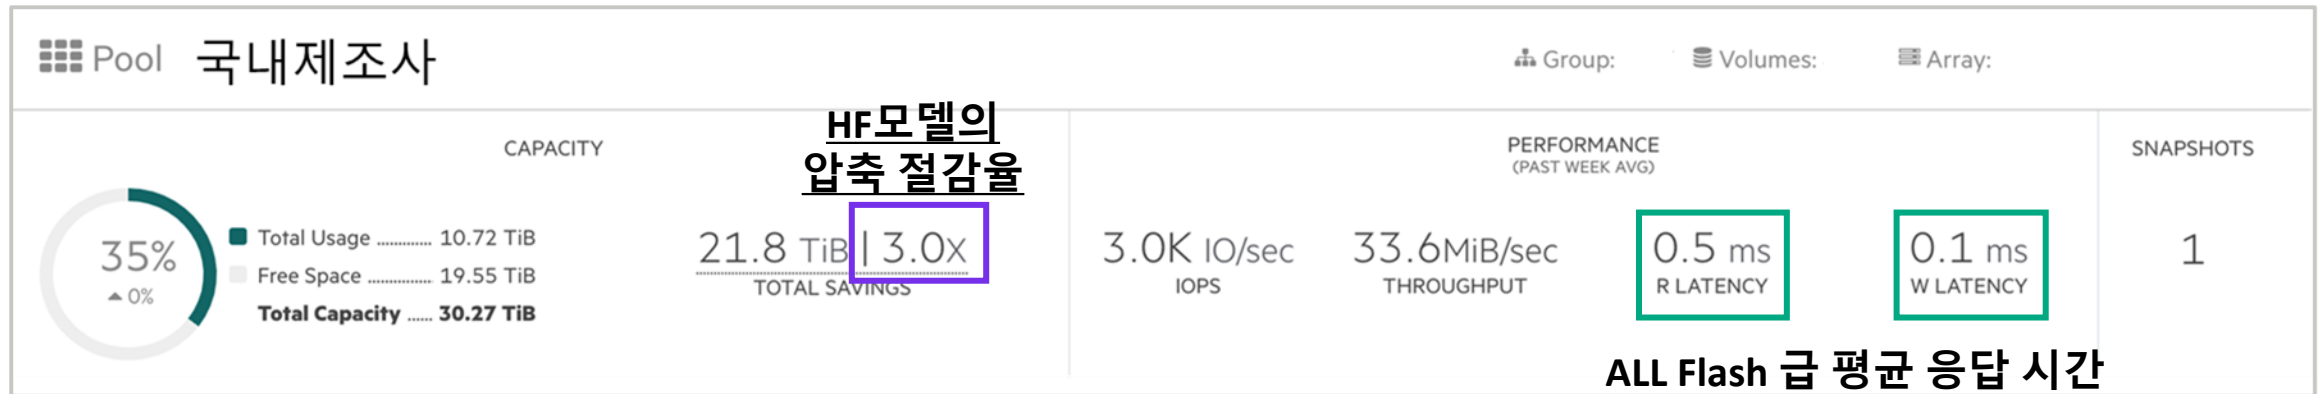 Pool 국내제조사
Group: Volumes: Array:
CAPACITY
HF모델의
압축 절감율
35%
▲ 0%
Total Usage ............. 10.72 TiB
Free Space ................ 19.55 TiB
Total Capacity ...... 30.27 TiB
21.8 TiB | 3.0X
TOTAL SAVINGS
PERFORMANCE
(PAST WEEK AVG)
3.0K IO/sec
IOPS
33.6MiB/sec
THROUGHPUT
0.5 ms
R LATENCY
0.1 ms
W LATENCY
ALL Flash 급 평균 응답 시간
SNAPSHOTS
1